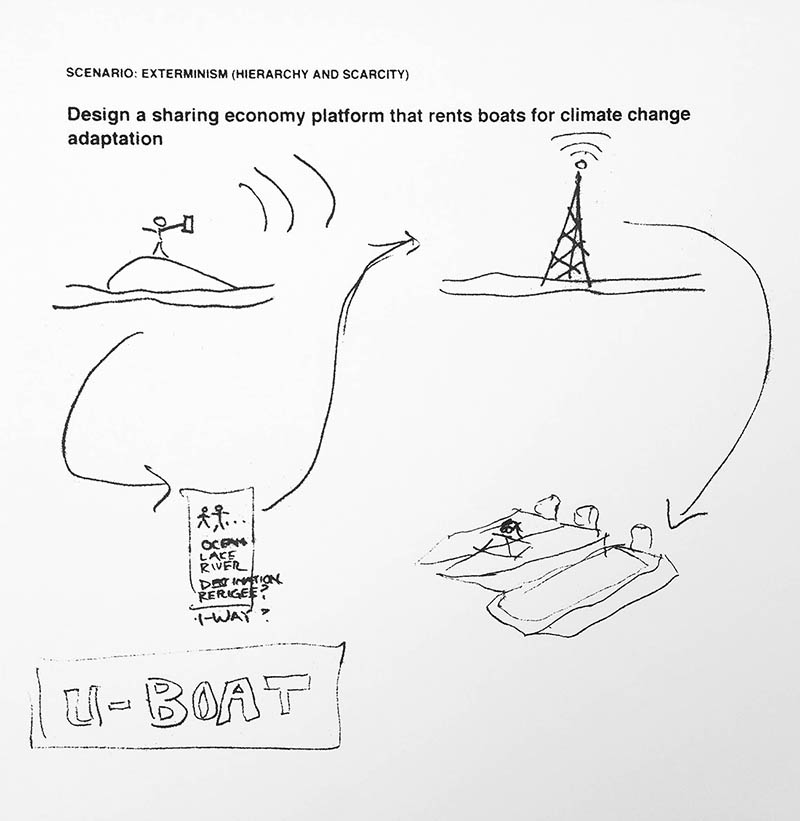 SCENARIO: EXTERMINISM (HIERARCHY AND SCARCITY)
Design a sharing economy platform that rents boats for climate change
adaptation
OCEAN
LAKE
RIVER
DESTINATION
REFIGEE?
1-WAY?
U-BOAT